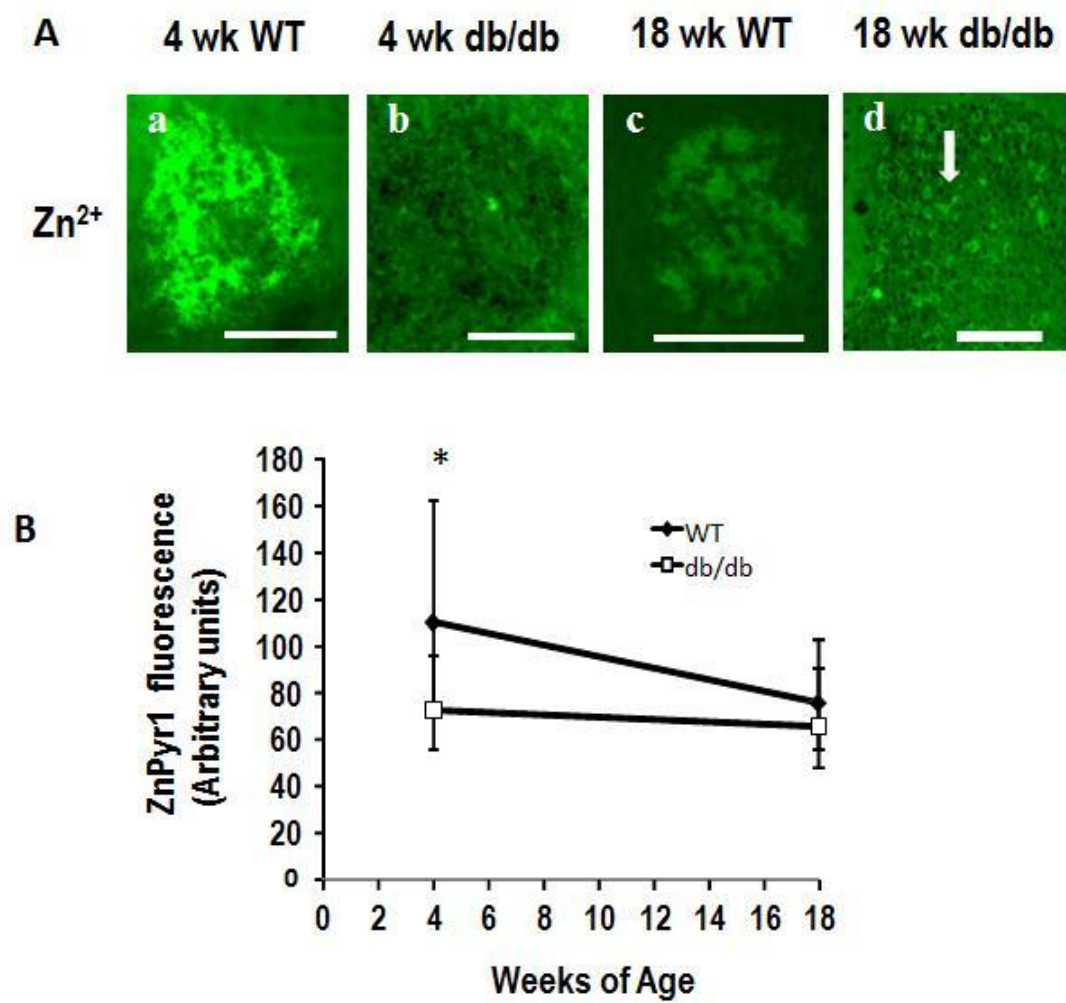 A
4 wk WT 4 wk db/db 18 wk WT 18 wk db/db
a b c d
Zn²⁺
B
ZnPyr1 fluorescence
(Arbitrary units)
180
160
140
120
100
80
60
40
20
0
*
WT
db/db
0 2 4 6 8 10 12 14 16 18
Weeks of Age